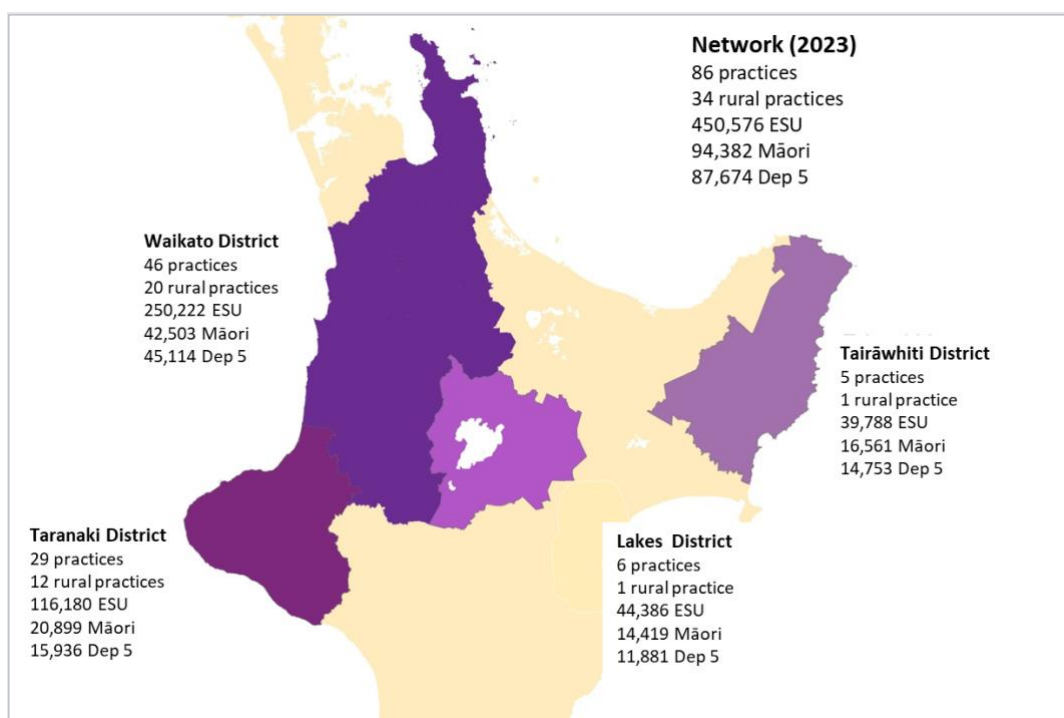 Network (2023)
86 practices
34 rural practices
450,576 ESU
94,382 Māori
87,674 Dep 5
Waikato District
46 practices
20 rural practices
250,222 ESU
42,503 Māori
45,114 Dep 5
Tairāwhiti District
5 practices
1 rural practice
39,788 ESU
16,561 Māori
14,753 Dep 5
Taranaki District
29 practices
12 rural practices
116,180 ESU
20,899 Māori
15,936 Dep 5
Lakes District
6 practices
1 rural practice
44,386 ESU
14,419 Māori
11,881 Dep 5